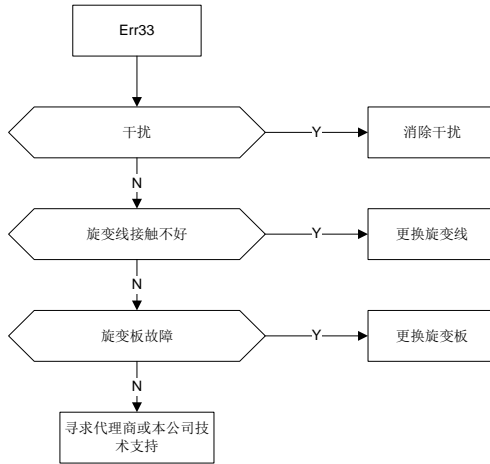 Err33
干扰
Y
消除干扰
N
旋变线接触不好
Y
更换旋变线
N
旋变板故障
Y
更换旋变板
N
寻求代理商或本公司技
术支持